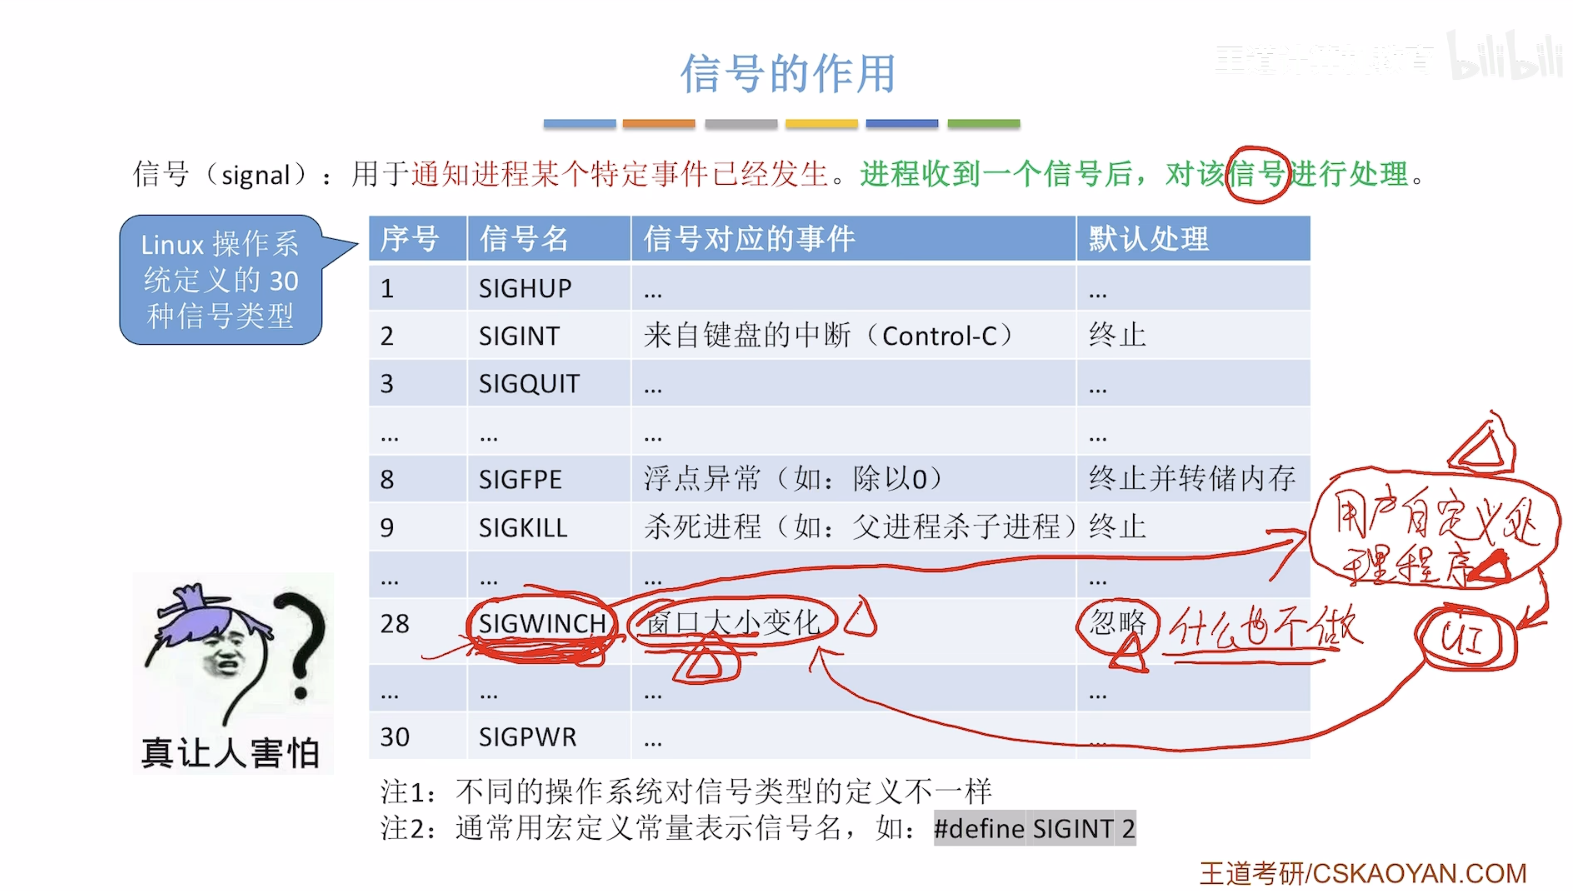 信号的作用
bilibili
信号（signal）：用于通知进程某个特定事件已经发生。进程收到一个信号后，对该信号进行处理。
Linux 操作系
统定义的 30
种信号类型
序号 信号名 信号对应的事件 默认处理
1 SIGHUP ... ...
2 SIGINT 来自键盘的中断（Control-C） 终止
3 SIGQUIT ... ...
... ... ... ...
8 SIGFPE 浮点异常（如：除以0） 终止并转储内存
9 SIGKILL 杀死进程（如：父进程杀子进程） 终止
... ... ... ...
28 SIGWINCH 窗口大小变化 忽略 什么也不做
... ... ... ...
30 SIGPWR ... ...
用户自定义处
理程序
UI
真让人害怕
注1：不同的操作系统对信号类型的定义不一样
注2：通常用宏定义常量表示信号名，如：#define SIGINT 2
王道考研/CSKAOYAN.COM